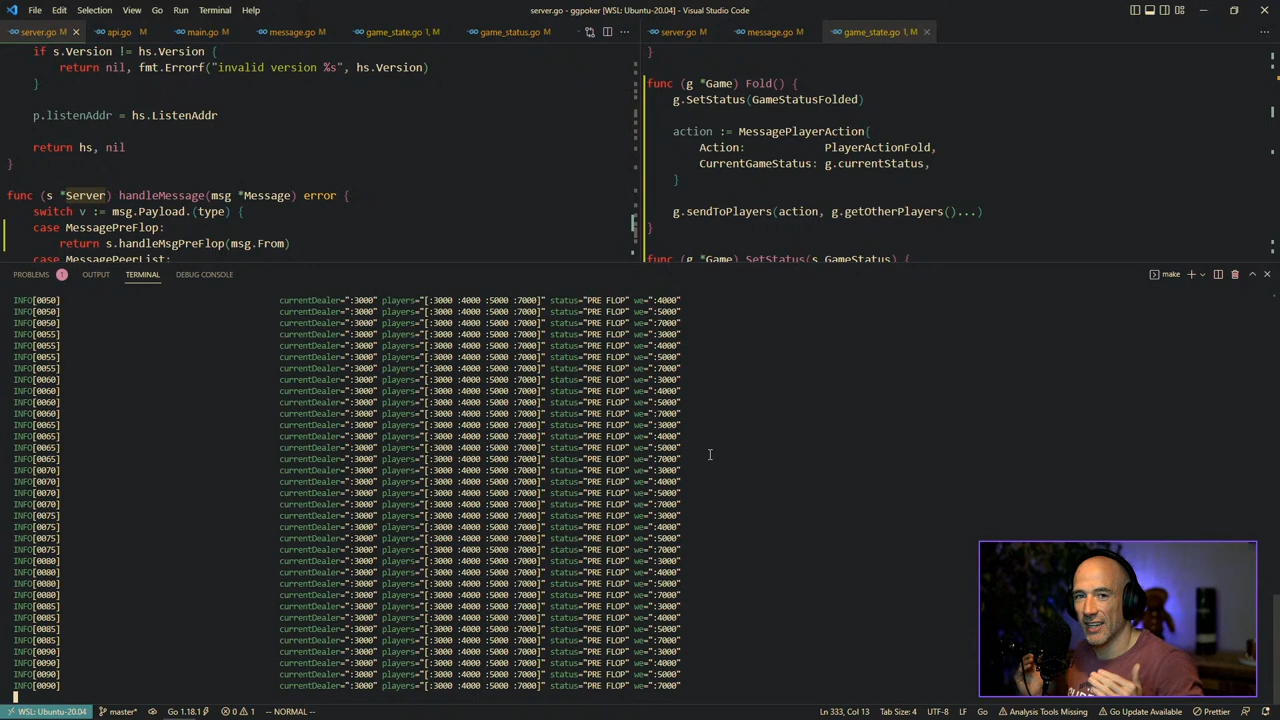 File Edit Selection View Go Run Terminal Help
server.go - ggpoker [WSL: Ubuntu-20.04] - Visual Studio Code
server.go api.go main.go message.go game_state.go 1, M game_status.go
if s.Version != hs.Version {
return nil, fmt.Errorf("invalid version %s", hs.Version)
}
p.listenAddr = hs.ListenAddr
return hs, nil
}
func (s *Server) handleMessage(msg *Message) error {
switch v := msg.Payload.(type) {
case MessagePreFlop:
return s.handleMsgPreFlop(msg.From)
case MessagePeerList:
server.go message.go game_state.go 1, M
}
func (g *Game) Fold() {
g.SetStatus(GameStatusFolded)
action := MessagePlayerAction{
Action: PlayerActionFold,
CurrentGameStatus: g.currentStatus,
}
g.sendToPlayers(action, g.getOtherPlayers()...)
}
func (g *Game) SetStatus(s GameStatus) {
PROBLEMS 1 OUTPUT TERMINAL DEBUG CONSOLE
make
INFO[0050] currentDealer=":3000" players="[:3000 :4000 :5000 :7000]" status="PRE FLOP" we=":4000"
INFO[0050] currentDealer=":3000" players="[:3000 :4000 :5000 :7000]" status="PRE FLOP" we=":5000"
INFO[0050] currentDealer=":3000" players="[:3000 :4000 :5000 :7000]" status="PRE FLOP" we=":7000"
INFO[0055] currentDealer=":3000" players="[:3000 :4000 :5000 :7000]" status="PRE FLOP" we=":3000"
INFO[0055] currentDealer=":3000" players="[:3000 :4000 :5000 :7000]" status="PRE FLOP" we=":4000"
INFO[0055] currentDealer=":3000" players="[:3000 :4000 :5000 :7000]" status="PRE FLOP" we=":5000"
INFO[0055] currentDealer=":3000" players="[:3000 :4000 :5000 :7000]" status="PRE FLOP" we=":7000"
INFO[0060] currentDealer=":3000" players="[:3000 :4000 :5000 :7000]" status="PRE FLOP" we=":3000"
INFO[0060] currentDealer=":3000" players="[:3000 :4000 :5000 :7000]" status="PRE FLOP" we=":4000"
INFO[0060] currentDealer=":3000" players="[:3000 :4000 :5000 :7000]" status="PRE FLOP" we=":5000"
INFO[0060] currentDealer=":3000" players="[:3000 :4000 :5000 :7000]" status="PRE FLOP" we=":7000"
INFO[0065] currentDealer=":3000" players="[:3000 :4000 :5000 :7000]" status="PRE FLOP" we=":3000"
INFO[0065] currentDealer=":3000" players="[:3000 :4000 :5000 :7000]" status="PRE FLOP" we=":4000"
INFO[0065] currentDealer=":3000" players="[:3000 :4000 :5000 :7000]" status="PRE FLOP" we=":5000"
INFO[0065] currentDealer=":3000" players="[:3000 :4000 :5000 :7000]" status="PRE FLOP" we=":7000"
INFO[0070] currentDealer=":3000" players="[:3000 :4000 :5000 :7000]" status="PRE FLOP" we=":3000"
INFO[0070] currentDealer=":3000" players="[:3000 :4000 :5000 :7000]" status="PRE FLOP" we=":4000"
INFO[0070] currentDealer=":3000" players="[:3000 :4000 :5000 :7000]" status="PRE FLOP" we=":5000"
INFO[0070] currentDealer=":3000" players="[:3000 :4000 :5000 :7000]" status="PRE FLOP" we=":7000"
INFO[0075] currentDealer=":3000" players="[:3000 :4000 :5000 :7000]" status="PRE FLOP" we=":3000"
INFO[0075] currentDealer=":3000" players="[:3000 :4000 :5000 :7000]" status="PRE FLOP" we=":4000"
INFO[0075] currentDealer=":3000" players="[:3000 :4000 :5000 :7000]" status="PRE FLOP" we=":5000"
INFO[0075] currentDealer=":3000" players="[:3000 :4000 :5000 :7000]" status="PRE FLOP" we=":7000"
INFO[0080] currentDealer=":3000" players="[:3000 :4000 :5000 :7000]" status="PRE FLOP" we=":3000"
INFO[0080] currentDealer=":3000" players="[:3000 :4000 :5000 :7000]" status="PRE FLOP" we=":4000"
INFO[0080] currentDealer=":3000" players="[:3000 :4000 :5000 :7000]" status="PRE FLOP" we=":5000"
INFO[0080] currentDealer=":3000" players="[:3000 :4000 :5000 :7000]" status="PRE FLOP" we=":7000"
INFO[0085] currentDealer=":3000" players="[:3000 :4000 :5000 :7000]" status="PRE FLOP" we=":3000"
INFO[0085] currentDealer=":3000" players="[:3000 :4000 :5000 :7000]" status="PRE FLOP" we=":4000"
INFO[0085] currentDealer=":3000" players="[:3000 :4000 :5000 :7000]" status="PRE FLOP" we=":5000"
INFO[0085] currentDealer=":3000" players="[:3000 :4000 :5000 :7000]" status="PRE FLOP" we=":7000"
INFO[0090] currentDealer=":3000" players="[:3000 :4000 :5000 :7000]" status="PRE FLOP" we=":3000"
INFO[0090] currentDealer=":3000" players="[:3000 :4000 :5000 :7000]" status="PRE FLOP" we=":4000"
INFO[0090] currentDealer=":3000" players="[:3000 :4000 :5000 :7000]" status="PRE FLOP" we=":5000"
INFO[0090] currentDealer=":3000" players="[:3000 :4000 :5000 :7000]" status="PRE FLOP" we=":7000"
WSL: Ubuntu-20.04 master* Go 1.18.1 0 1 -- NORMAL -- Ln 333, Col 13 Tab Size: 4 UTF-8 LF Go Analysis Tools Missing Go Update Available Prettier